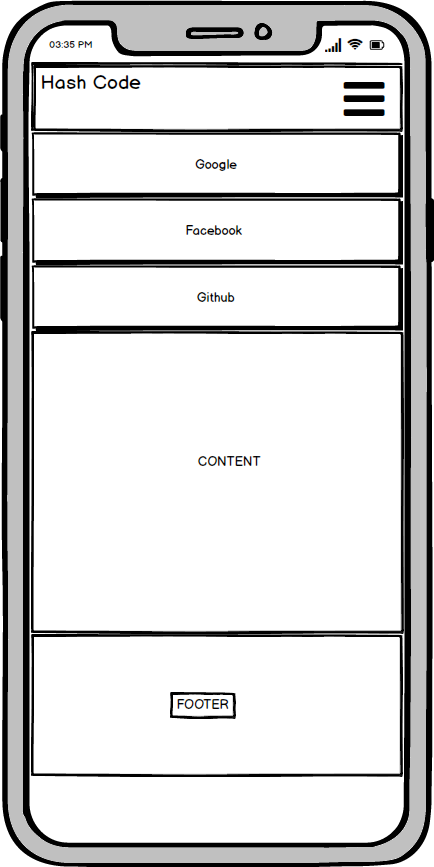 03:35 PM
Hash Code
Google
Facebook
Github
CONTENT
FOOTER